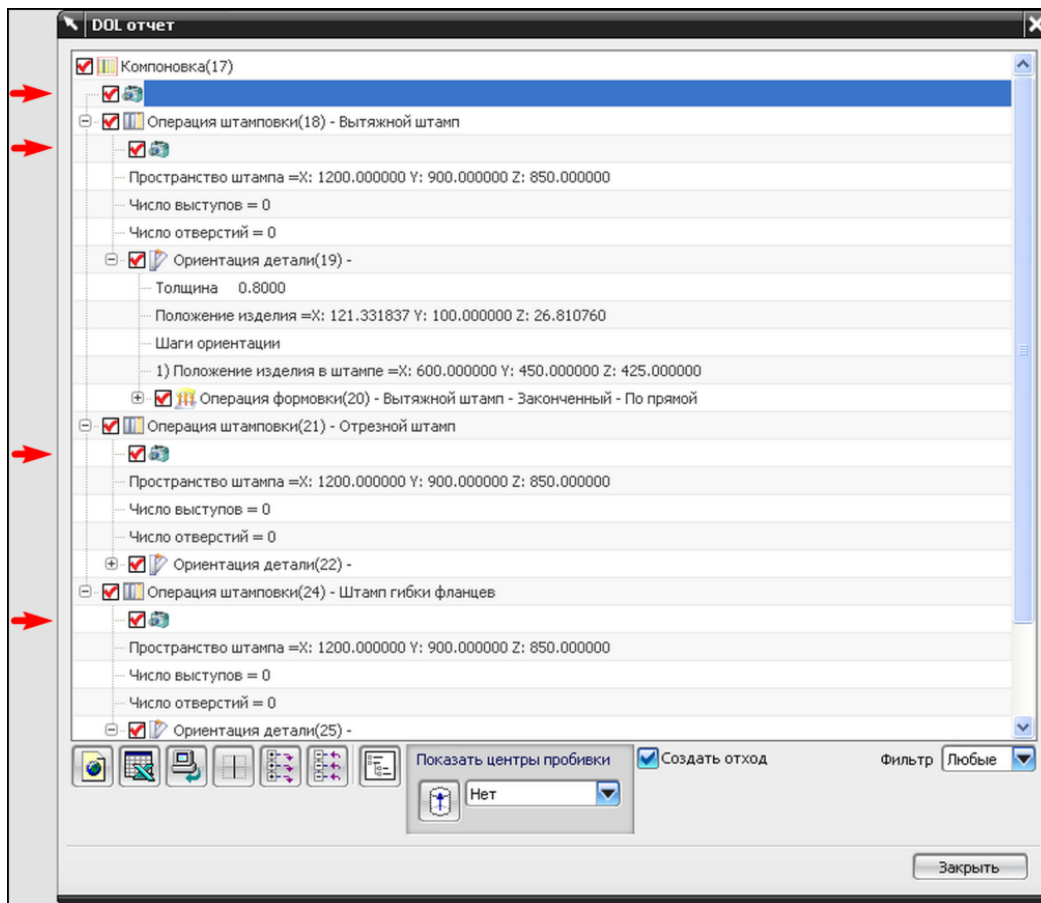 DOL отчет
Компоновка(17)
Операция штамповки(18) - Вытяжной штамп
Пространство штампа =X: 1200.000000 Y: 900.000000 Z: 850.000000
Число выступов = 0
Число отверстий = 0
Ориентация детали(19) -
Толщина 0.8000
Положение изделия =X: 121.331837 Y: 100.000000 Z: 26.810760
Шаги ориентации
1) Положение изделия в штампе =X: 600.000000 Y: 450.000000 Z: 425.000000
Операция формовки(20) - Вытяжной штамп - Законченный - По прямой
Операция штамповки(21) - Отрезной штамп
Пространство штампа =X: 1200.000000 Y: 900.000000 Z: 850.000000
Число выступов = 0
Число отверстий = 0
Ориентация детали(22) -
Операция штамповки(24) - Штамп гибки фланцев
Пространство штампа =X: 1200.000000 Y: 900.000000 Z: 850.000000
Число выступов = 0
Число отверстий = 0
Ориентация детали(25) -
Показать центры пробивки
Создать отход
Фильтр Любые
Нет
Закрыть